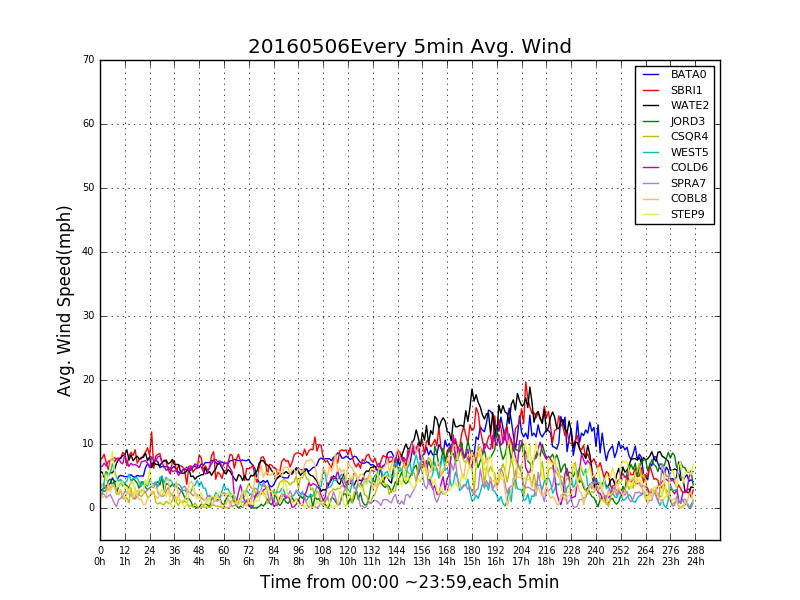 20160506Every 5min Avg. Wind
70
60
50
40
30
20
10
0
Avg. Wind Speed(mph)
BATA0
SBRI1
WATE2
JORD3
CSQR4
WEST5
COLD6
SPRA7
COBL8
STEP9
0 12 24 36 48 60 72 84 96 108 120 132 144 156 168 180 192 204 216 228 240 252 264 276 288
0h 1h 2h 3h 4h 5h 6h 7h 8h 9h 10h 11h 12h 13h 14h 15h 16h 17h 18h 19h 20h 21h 22h 23h 24h
Time from 00:00 ~23:59,each 5min